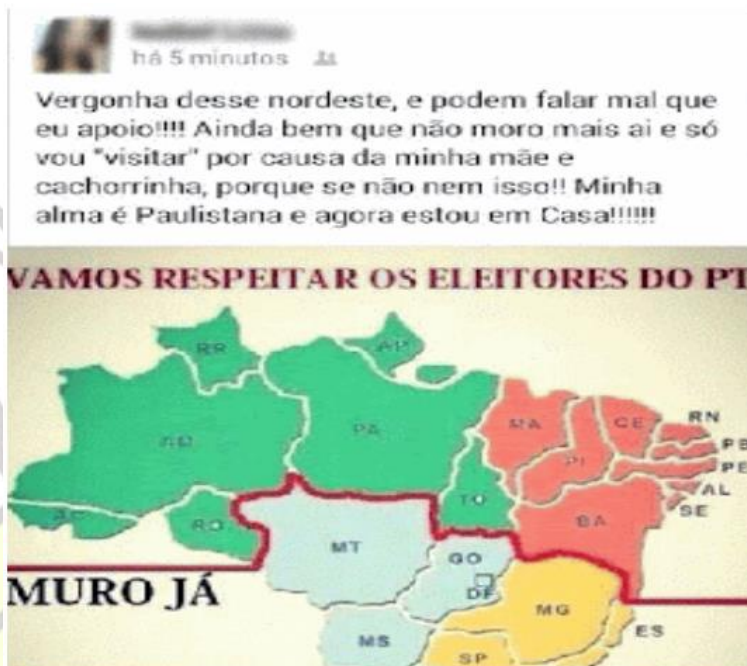 há 5 minutos
Vergonha desse nordeste, e podem falar mal que
eu apoio!!!! Ainda bem que não moro mais ai e só
vou "visitar" por causa da minha mãe e
cachorrinha, porque se não nem isso!! Minha
alma é Paulistana e agora estou em Casa!!!!!!
VAMOS RESPEITAR OS ELEITORES DO PT
RR
AP
AM
PA
MA
CE
RN
PB
PI
PE
AL
SE
TO
BA
AC
RO
MT
GO
DF
MURO JÁ
MG
ES
MS
SP